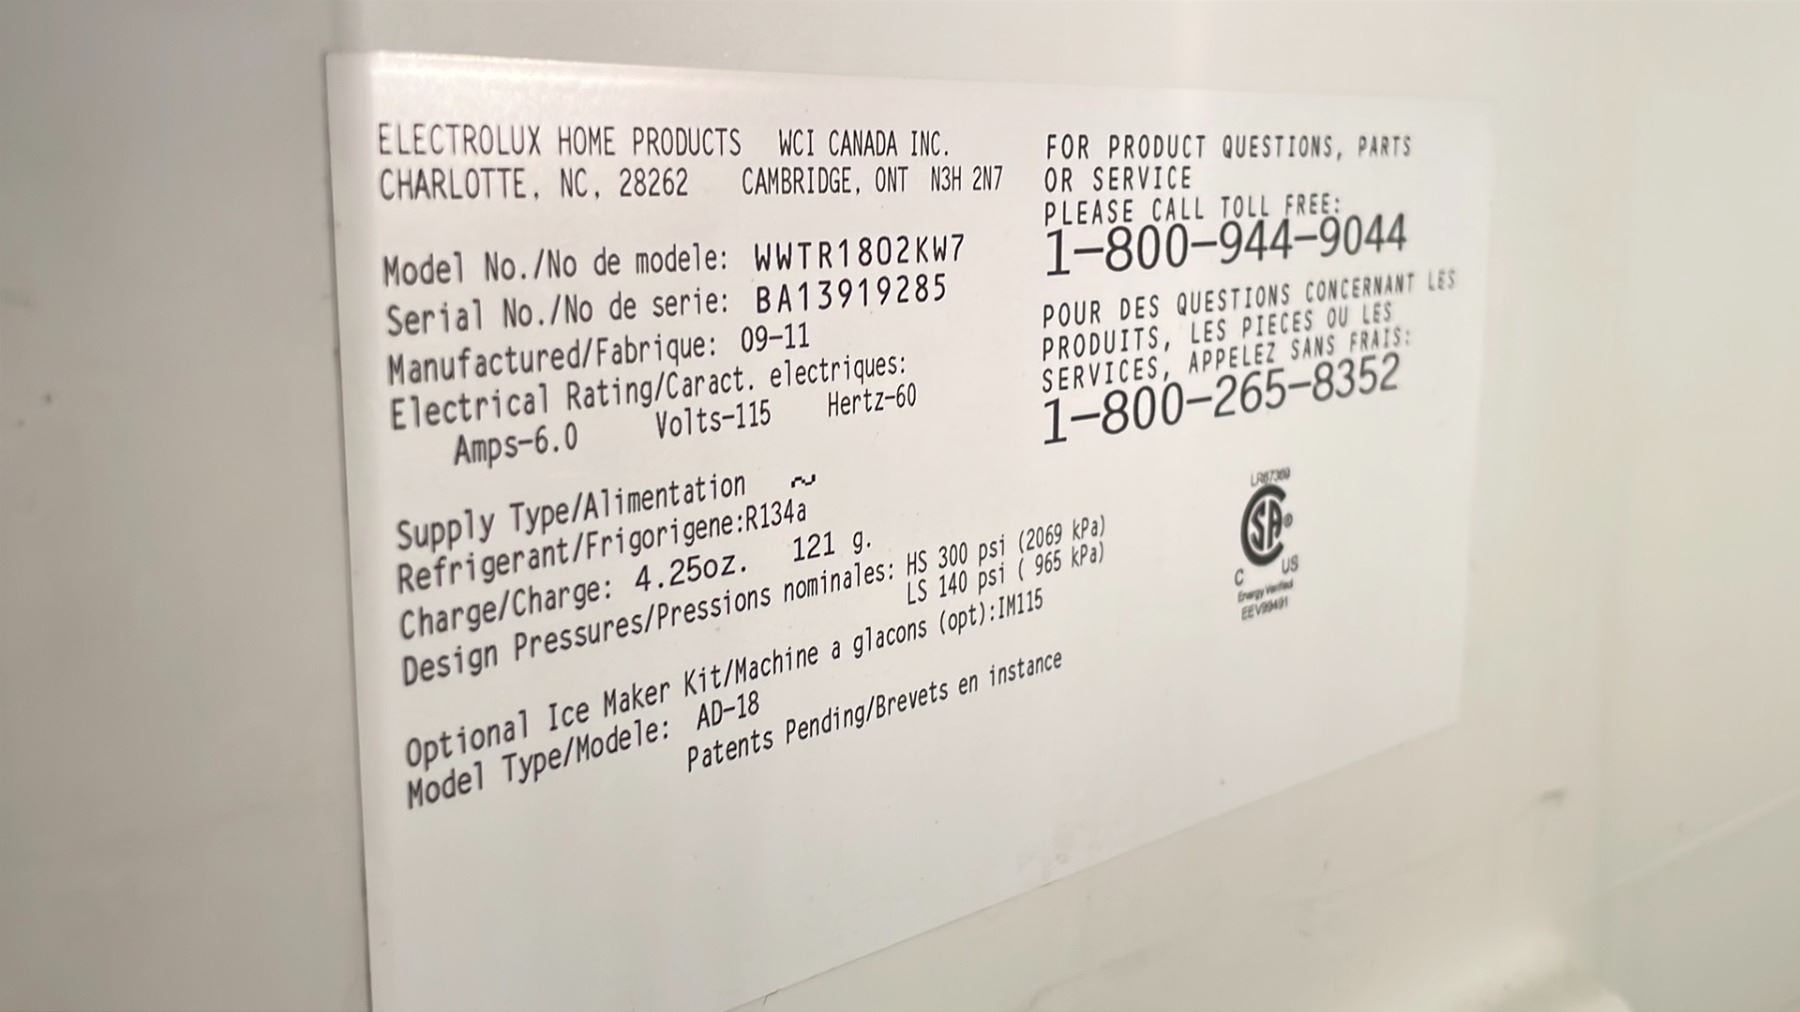 ELECTROLUX HOME PRODUCTS WCI CANADA INC.
CHARLOTTE, NC, 28262 CAMBRIDGE, ONT N3H 2N7
Model No./No de modele: WWTR1802KW7
Serial No./No de serie: BA13919285
Manufactured/Fabrique: 09-11
Electrical Rating/Caract. electriques:
Amps-6.0 Volts-115 Hertz-60
Supply Type/Alimentation ~
Refrigerant/Frigorigene:R134a
Charge/Charge: 4.25oz. 121 g.
Design Pressures/Pressions nominales: HS 300 psi (2069 kPa)
LS 140 psi ( 965 kPa)
Optional Ice Maker Kit/Machine a glacons (opt):IM115
Model Type/Modele: AD-18
Patents Pending/Brevets en instance
FOR PRODUCT QUESTIONS, PARTS
OR SERVICE
PLEASE CALL TOLL FREE:
1-800-944-9044
POUR DES QUESTIONS CONCERNANT LES
PRODUITS, LES PIECES OU LES
SERVICES, APPELEZ SANS FRAIS:
1-800-265-8352
LR67369
SA®
C US
Energy Verified
EEV99491